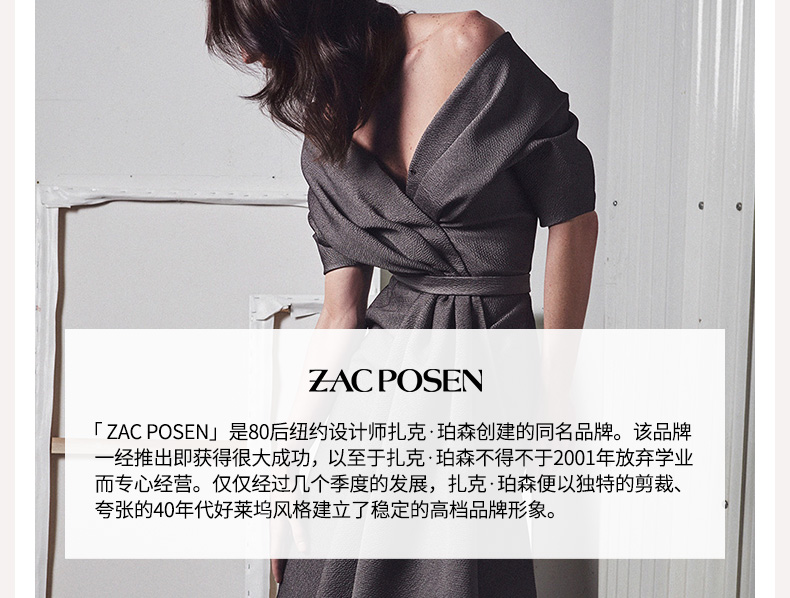 ZAC POSEN
「 ZAC POSEN」是80后纽约设计师扎克·珀森创建的同名品牌。该品牌
一经推出即获得很大成功，以至于扎克·珀森不得不于2001年放弃学业
而专心经营。仅仅经过几个季度的发展，扎克·珀森便以独特的剪裁、
夸张的40年代好莱坞风格建立了稳定的高档品牌形象。